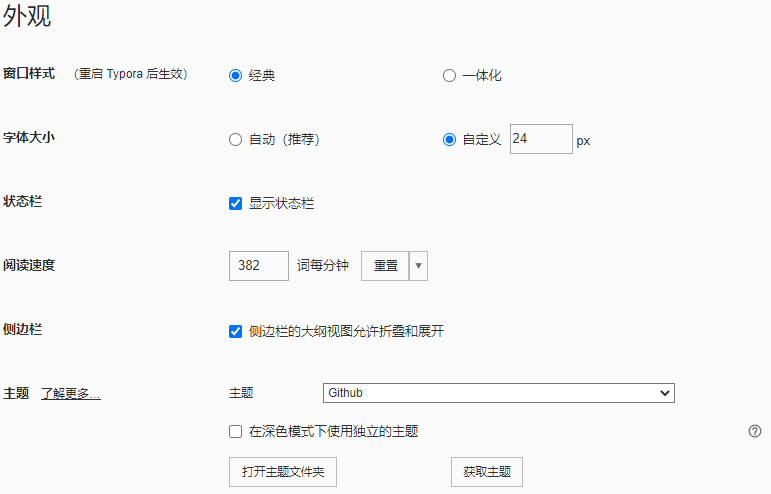 外观
窗口样式 （重启 Typora 后生效） 经典 一体化
字体大小 自动（推荐） 自定义 24 px
状态栏 显示状态栏
阅读速度 382 词每分钟 重置
侧边栏 侧边栏的大纲视图允许折叠和展开
主题 了解更多... 主题 Github
在深色模式下使用独立的主题
打开主题文件夹 获取主题